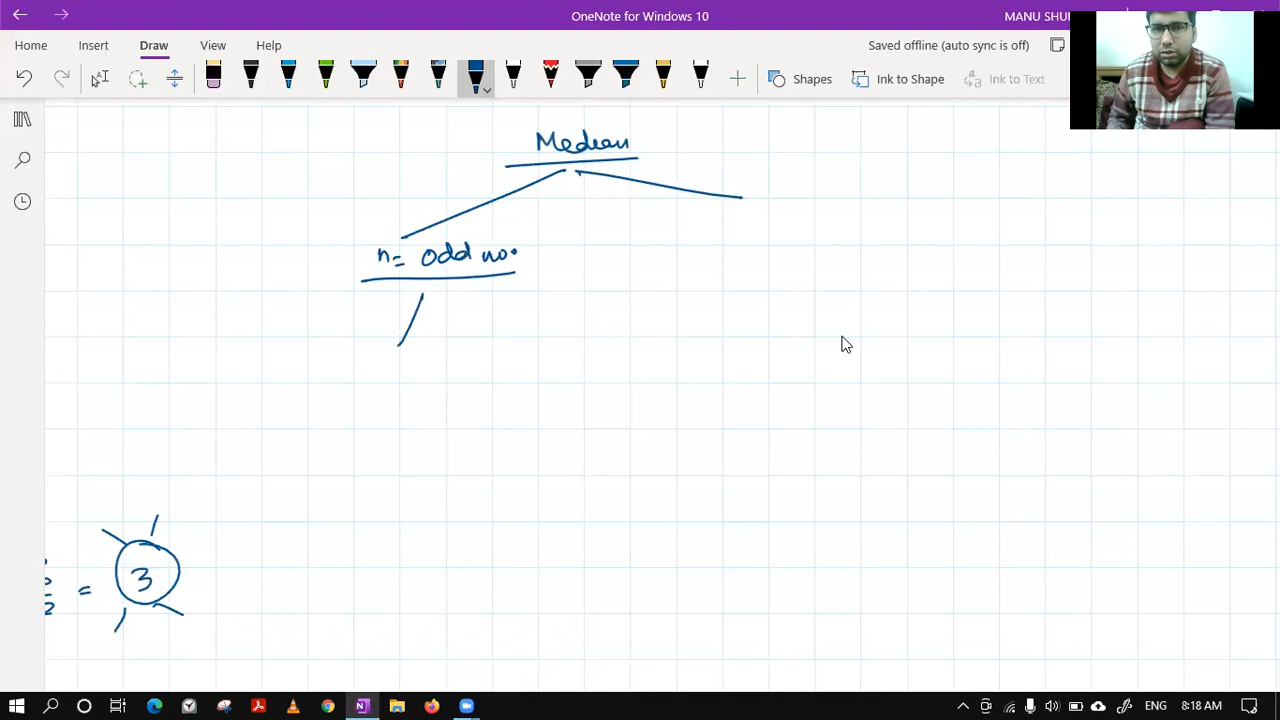 OneNote for Windows 10
MANU SHU
Home Insert Draw View Help
Saved offline (auto sync is off)
Shapes Ink to Shape Ink to Text
Median
n= odd no.
= 3
2
ENG 8:18 AM